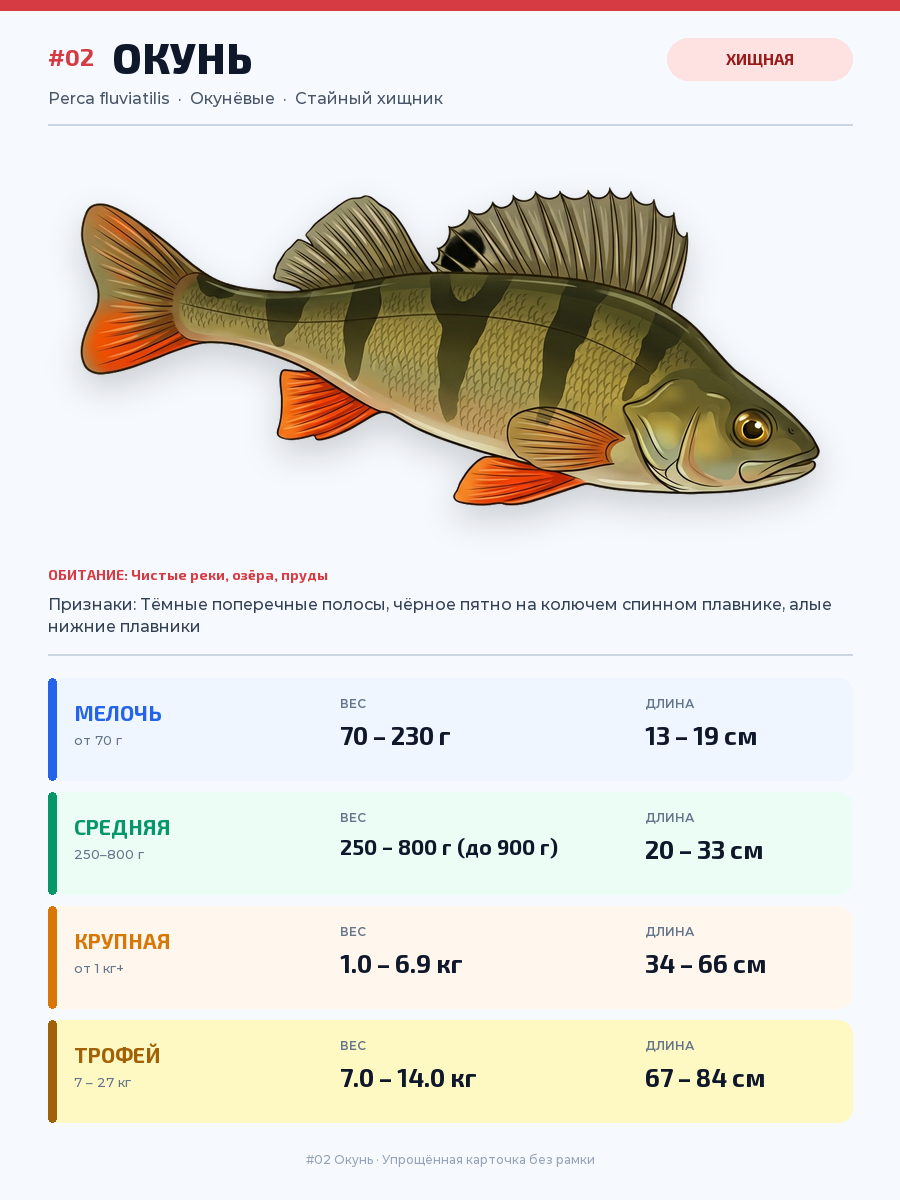 #02 ОКУНЬ
ХИЩНАЯ
Perca fluviatilis · Окунёвые · Стайный хищник
ОБИТАНИЕ: Чистые реки, озёра, пруды
Признаки: Тёмные поперечные полосы, чёрное пятно на колючем спинном плавнике, алые
нижние плавники
МЕЛОЧЬ
от 70 г
ВЕС
70 – 230 г
ДЛИНА
13 – 19 см
СРЕДНЯЯ
250–800 г
ВЕС
250 – 800 г (до 900 г)
ДЛИНА
20 – 33 см
КРУПНАЯ
от 1 кг+
ВЕС
1.0 – 6.9 кг
ДЛИНА
34 – 66 см
ТРОФЕЙ
7 – 27 кг
ВЕС
7.0 – 14.0 кг
ДЛИНА
67 – 84 см
#02 Окунь · Упрощённая карточка без рамки